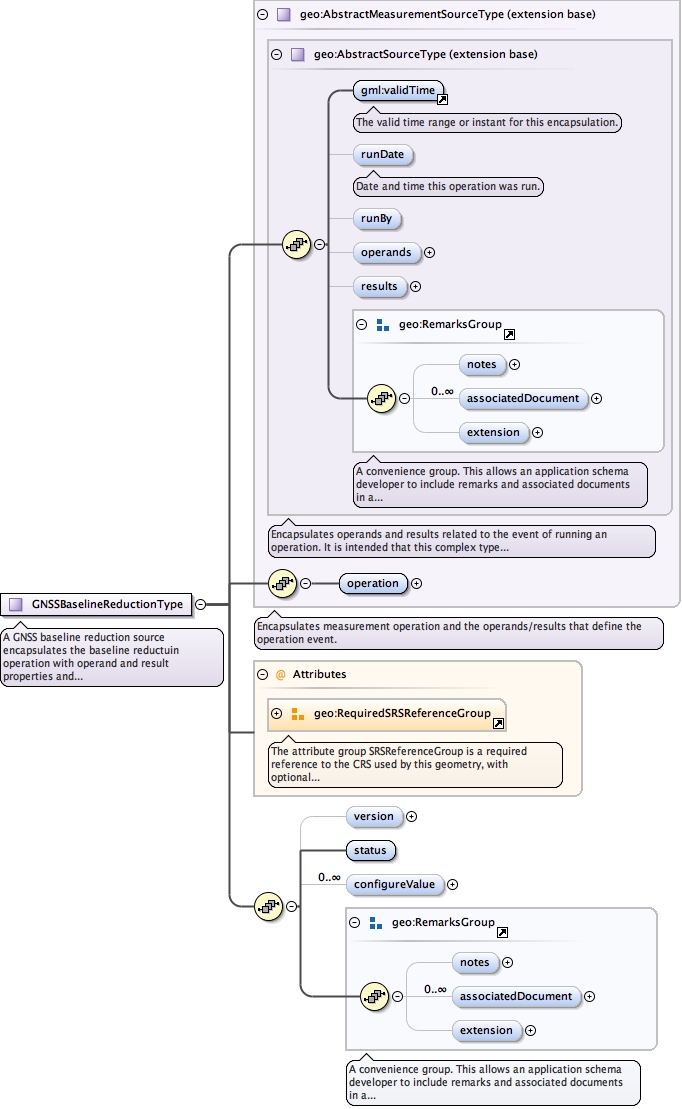 geo:AbstractMeasurementSourceType (extension base)
geo:AbstractSourceType (extension base)
gml:validTime
The valid time range or instant for this encapsulation.
runDate
Date and time this operation was run.
runBy
operands
results
geo:RemarksGroup
notes
0..∞
associatedDocument
extension
A convenience group. This allows an application schema
developer to include remarks and associated documents
in a...
Encapsulates operands and results related to the event of running an
operation. It is intended that this complex type...
operation
GNSSBaselineReductionType
A GNSS baseline reduction source
encapsulates the baseline reductuin
operation with operand and result
properties and...
Encapsulates measurement operation and the operands/results that define the
operation event.
@ Attributes
geo:RequiredSRSReferenceGroup
The attribute group SRSReferenceGroup is a required
reference to the CRS used by this geometry, with
optional...
version
status
0..∞
configureValue
geo:RemarksGroup
notes
0..∞
associatedDocument
extension
A convenience group. This allows an application schema
developer to include remarks and associated documents
in a...